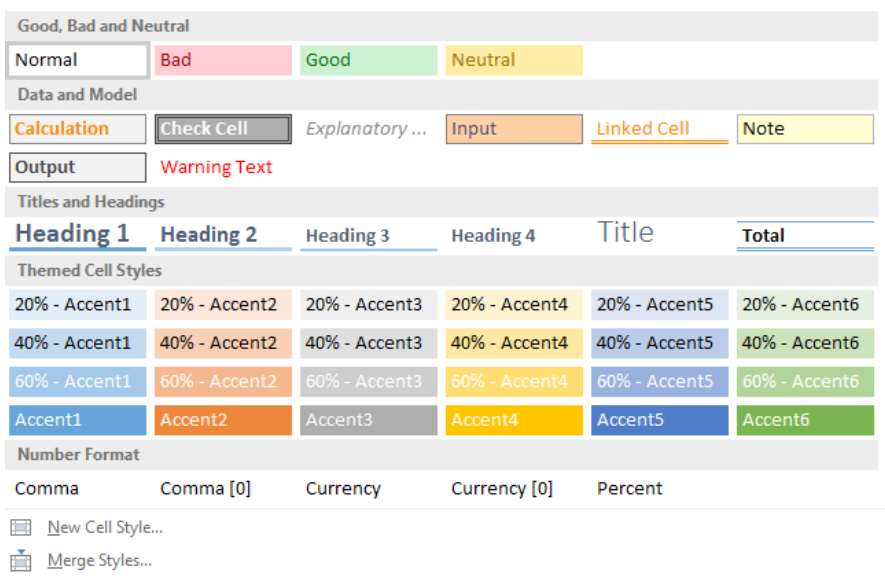 Good, Bad and Neutral
Normal Bad Good Neutral
Data and Model
Calculation Check Cell Explanatory ... Input Linked Cell Note
Output Warning Text
Titles and Headings
Heading 1 Heading 2 Heading 3 Heading 4 Title Total
Themed Cell Styles
20% - Accent1 20% - Accent2 20% - Accent3 20% - Accent4 20% - Accent5 20% - Accent6
40% - Accent1 40% - Accent2 40% - Accent3 40% - Accent4 40% - Accent5 40% - Accent6
60% - Accent1 60% - Accent2 60% - Accent3 60% - Accent4 60% - Accent5 60% - Accent6
Accent1 Accent2 Accent3 Accent4 Accent5 Accent6
Number Format
Comma Comma [0] Currency Currency [0] Percent
New Cell Style...
Merge Styles...